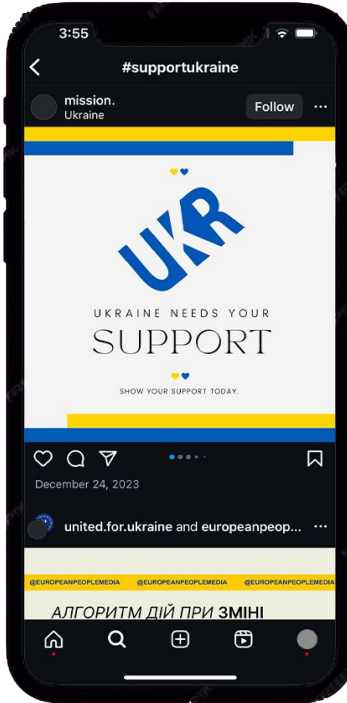 3:55
#supportukraine
mission.
Ukraine
Follow
UKR
UKRAINE NEEDS YOUR
SUPPORT
SHOW YOUR SUPPORT TODAY.
December 24, 2023
united.for.ukraine and europeanpeop...
@EUROPEANPEOPLEMEDIA @EUROPEANPEOPLEMEDIA @EUROPEANPEOPLEMEDIA
АЛГОРИТМ ДІЙ ПРИ ЗМІНІ